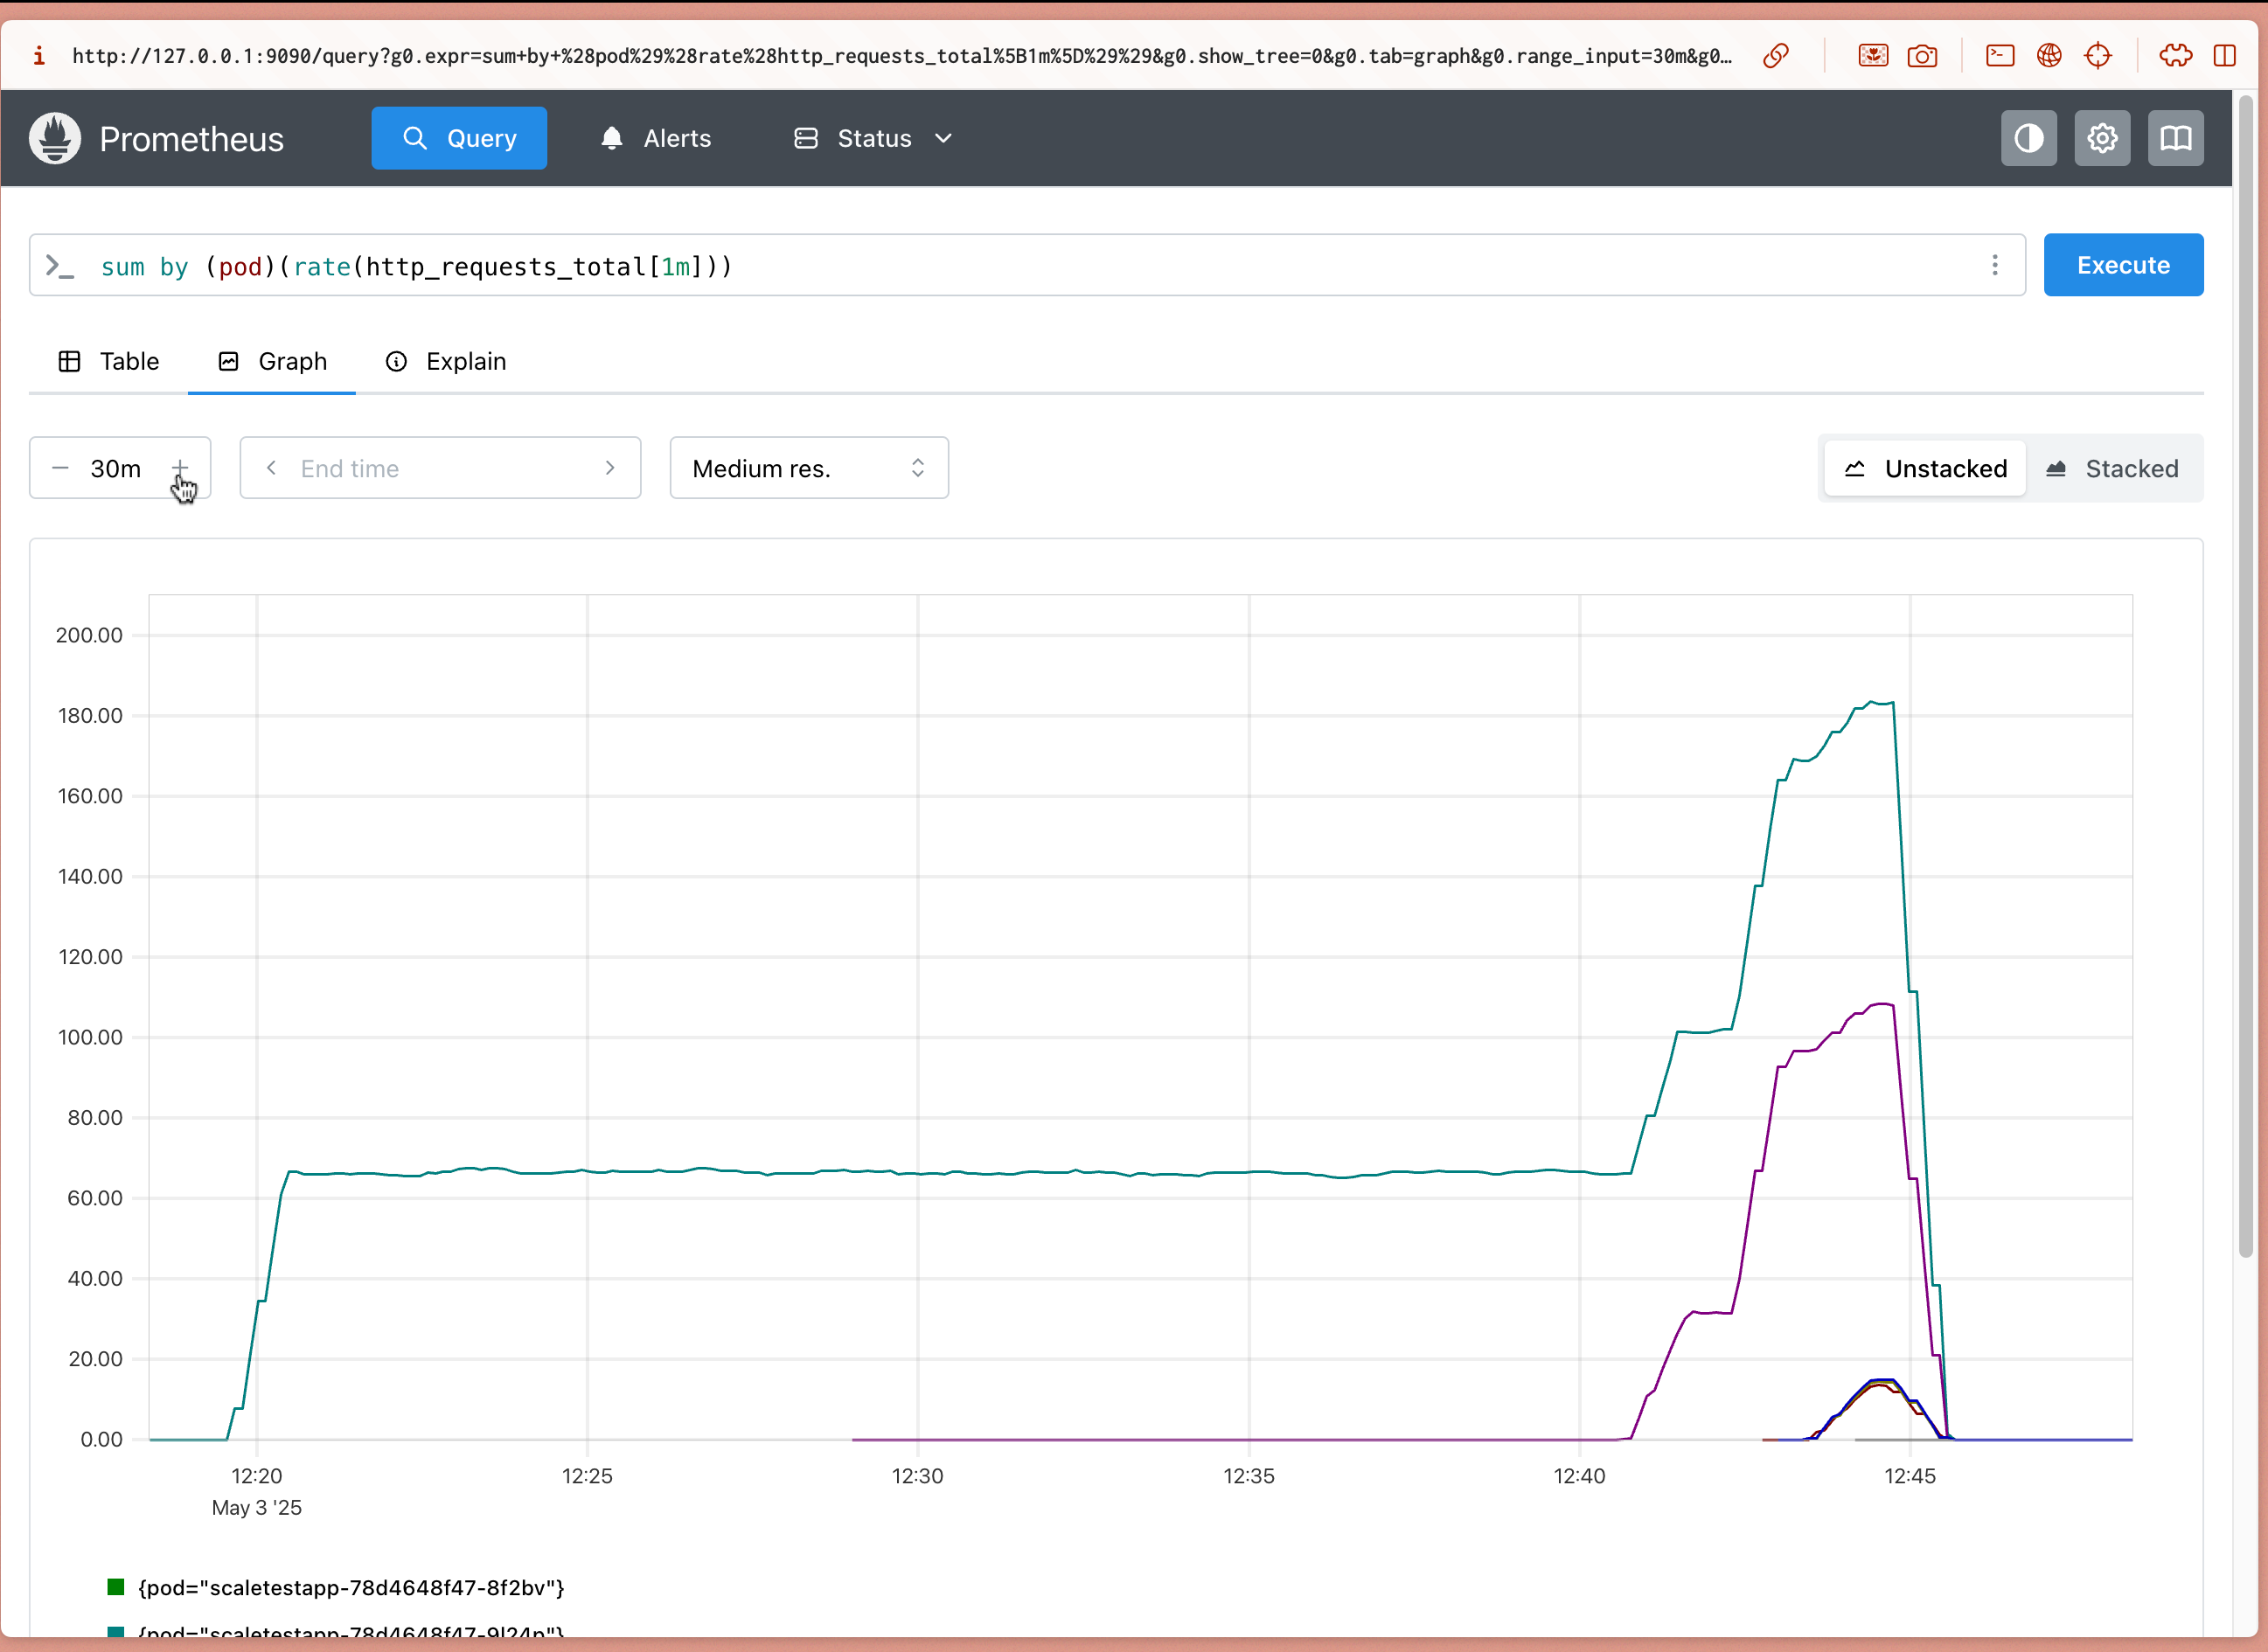 http://127.0.0.1:9090/query?g0.expr=sum+by+%28pod%29%28rate%28http_requests_total%5B1m%5D%29%29&g0.show_tree=0&g0.tab=graph&g0.range_input=30m&g0…
Prometheus Query Alerts Status
>_ sum by (pod)(rate(http_requests_total[1m])) Execute
Table Graph Explain
30m End time Medium res. Unstacked Stacked
200.00
180.00
160.00
140.00
120.00
100.00
80.00
60.00
40.00
20.00
0.00
12:20 12:25 12:30 12:35 12:40 12:45
May 3 '25
{pod="scaletestapp-78d4648f47-8f2bv"}
{pod="scaletestapp-78d4648f47-9l24p"}